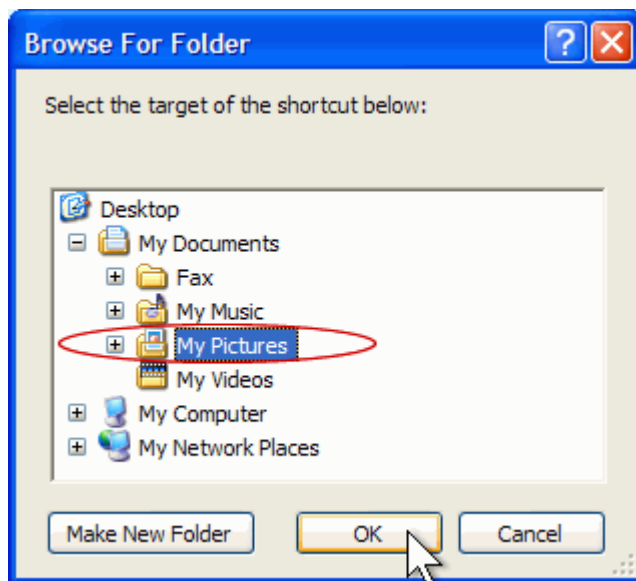 Browse For Folder
Select the target of the shortcut below:
Desktop
My Documents
Fax
My Music
My Pictures
My Videos
My Computer
My Network Places
Make New Folder OK Cancel